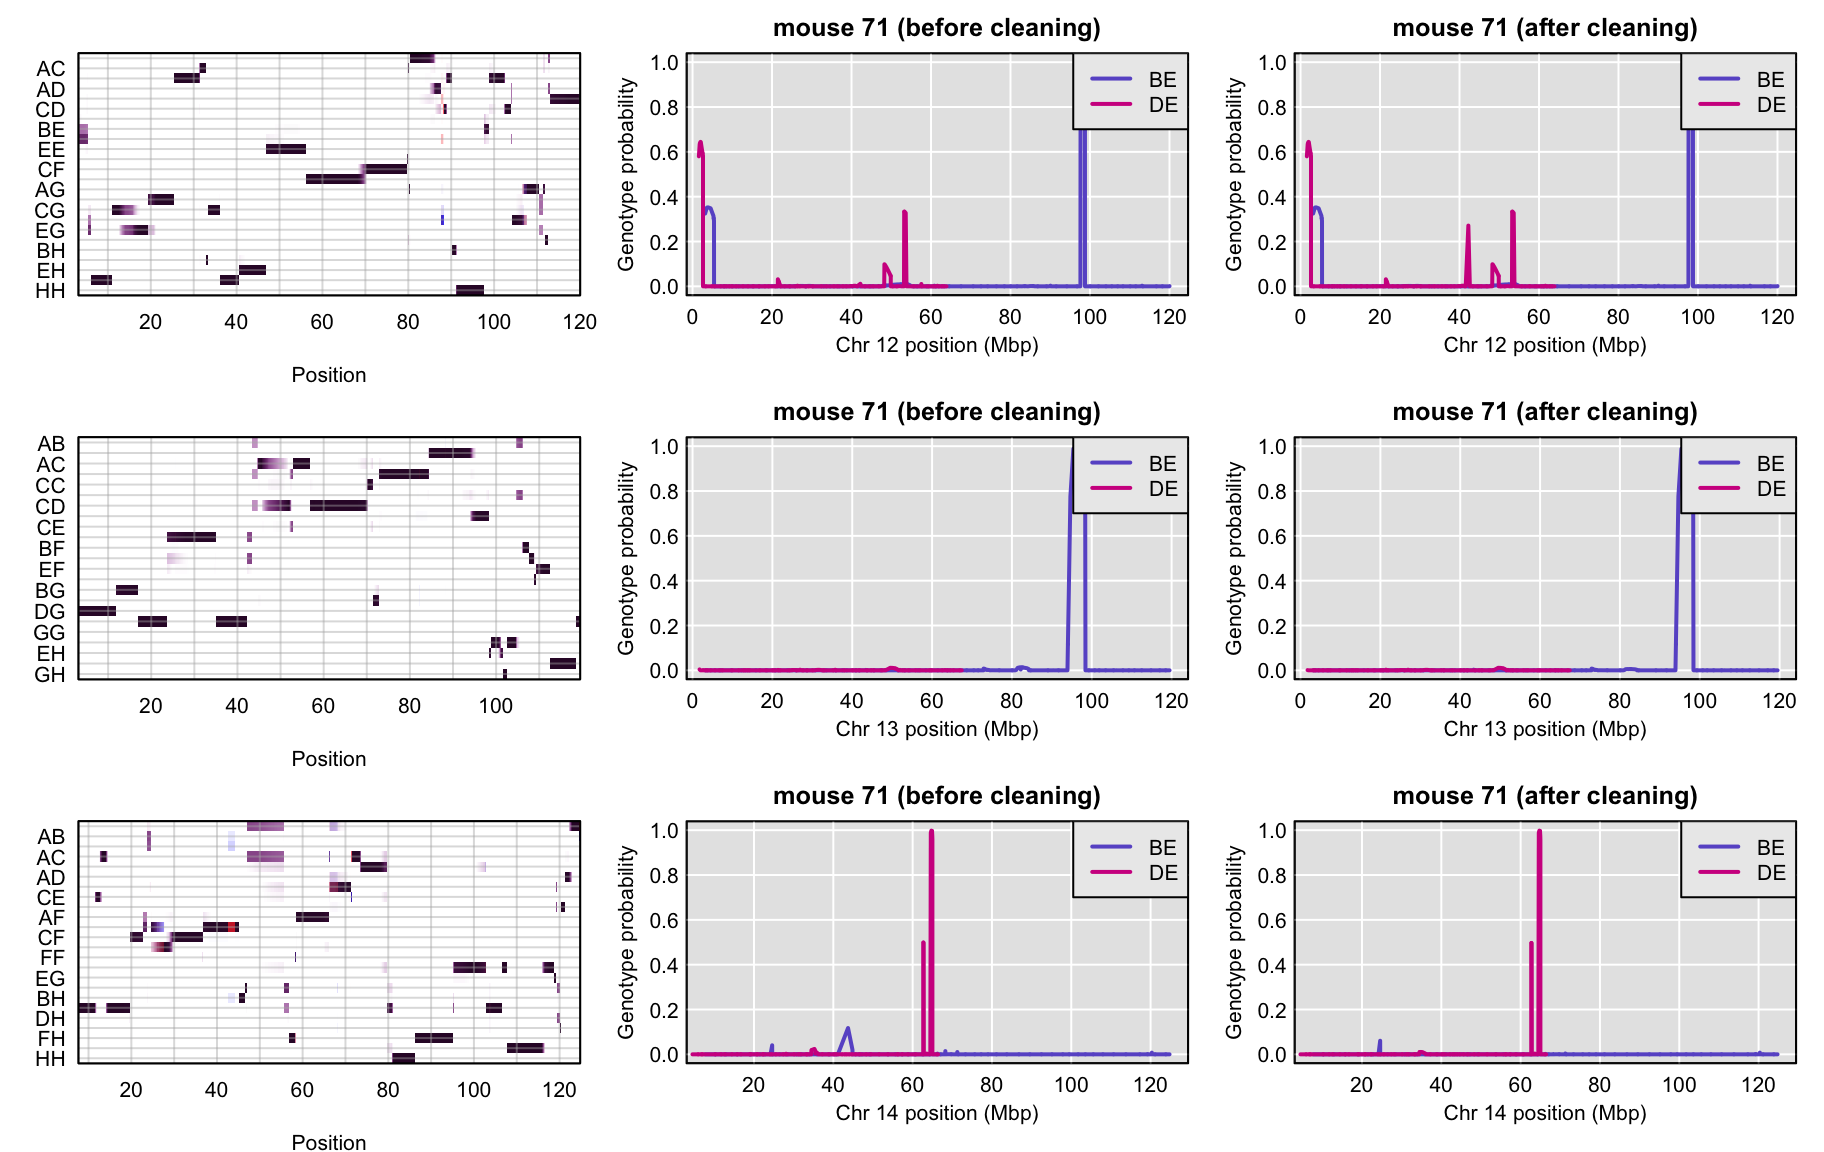 mouse 71 (before cleaning)
mouse 71 (after cleaning)
AC
AD
CD
BE
EE
CF
AG
CG
EG
BH
EH
HH
20 40 60 80 100 120
Position
Genotype probability
1.0
0.8
0.6
0.4
0.2
0.0
BE
DE
0 20 40 60 80 100 120
Chr 12 position (Mbp)
Genotype probability
1.0
0.8
0.6
0.4
0.2
0.0
BE
DE
0 20 40 60 80 100 120
Chr 12 position (Mbp)
mouse 71 (before cleaning)
mouse 71 (after cleaning)
AB
AC
CC
CD
CE
BF
EF
BG
DG
GG
EH
GH
20 40 60 80 100
Position
Genotype probability
1.0
0.8
0.6
0.4
0.2
0.0
BE
DE
0 20 40 60 80 100 120
Chr 13 position (Mbp)
Genotype probability
1.0
0.8
0.6
0.4
0.2
0.0
BE
DE
0 20 40 60 80 100 120
Chr 13 position (Mbp)
mouse 71 (before cleaning)
mouse 71 (after cleaning)
AB
AC
AD
CE
AF
CF
FF
EG
BH
DH
FH
HH
20 40 60 80 100 120
Position
Genotype probability
1.0
0.8
0.6
0.4
0.2
0.0
BE
DE
20 40 60 80 100 120
Chr 14 position (Mbp)
Genotype probability
1.0
0.8
0.6
0.4
0.2
0.0
BE
DE
20 40 60 80 100 120
Chr 14 position (Mbp)